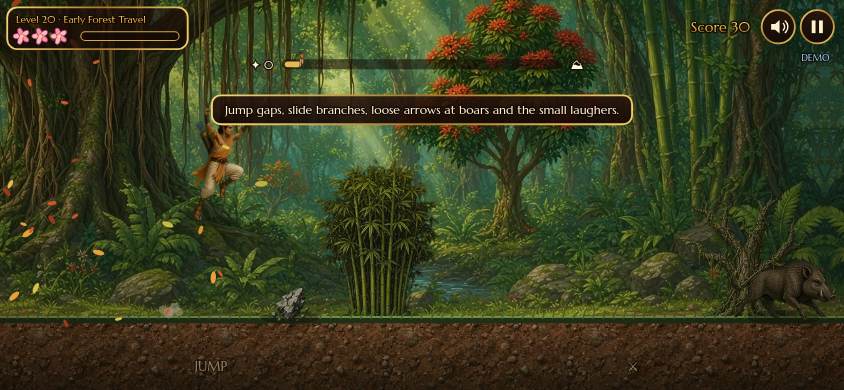 Level 20 · Early Forest Travel
Score 30
DEMO
Jump gaps, slide branches, loose arrows at boars and the small laughers.
JUMP